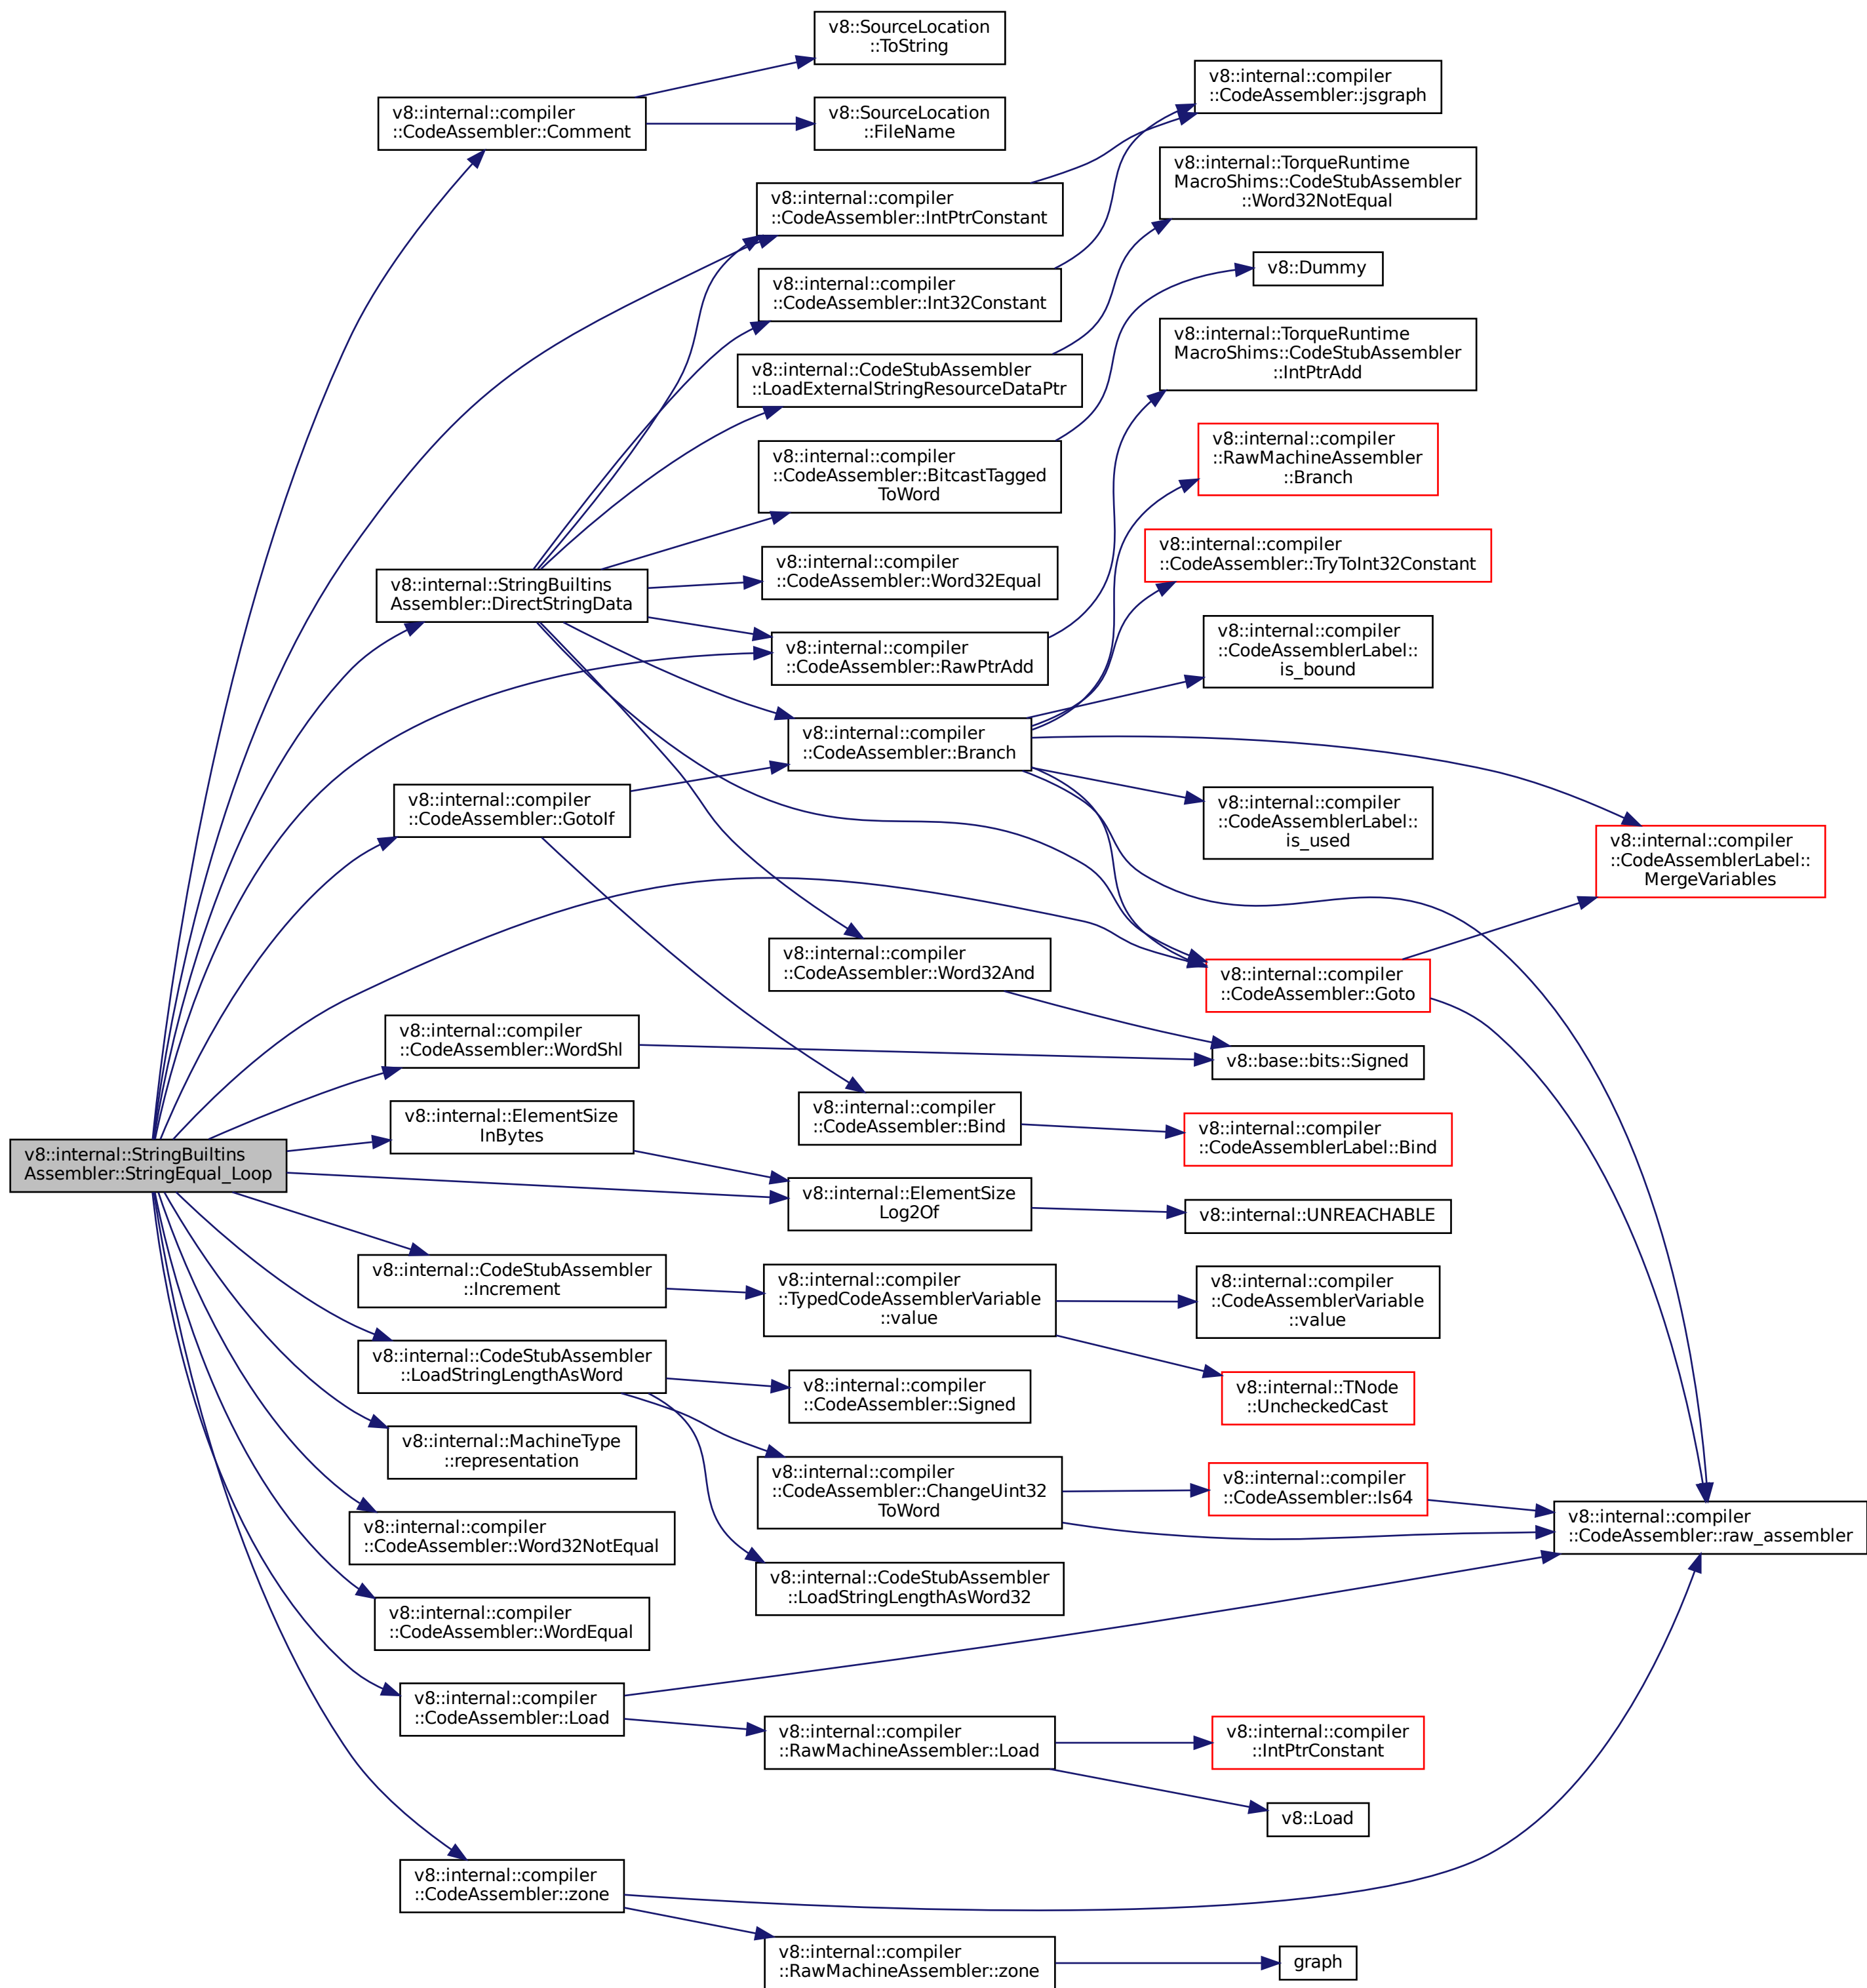 v8::SourceLocation
::ToString
v8::internal::compiler
::CodeAssembler::Comment
v8::SourceLocation
::FileName
v8::internal::compiler
::CodeAssembler::jsgraph
v8::internal::TorqueRuntime
MacroShims::CodeStubAssembler
::Word32NotEqual
v8::internal::compiler
::CodeAssembler::IntPtrConstant
v8::Dummy
v8::internal::compiler
::CodeAssembler::Int32Constant
v8::internal::TorqueRuntime
MacroShims::CodeStubAssembler
::IntPtrAdd
v8::internal::CodeStubAssembler
::LoadExternalStringResourceDataPtr
v8::internal::compiler
::RawMachineAssembler
::Branch
v8::internal::compiler
::CodeAssembler::BitcastTagged
ToWord
v8::internal::compiler
::CodeAssembler::TryToInt32Constant
v8::internal::compiler
::CodeAssembler::Word32Equal
v8::internal::StringBuiltins
Assembler::DirectStringData
v8::internal::compiler
::CodeAssemblerLabel::
is_bound
v8::internal::compiler
::CodeAssembler::RawPtrAdd
v8::internal::compiler
::CodeAssembler::Branch
v8::internal::compiler
::CodeAssembler::GotoIf
v8::internal::compiler
::CodeAssemblerLabel::
is_used
v8::internal::compiler
::CodeAssemblerLabel::
MergeVariables
v8::internal::compiler
::CodeAssembler::Word32And
v8::internal::compiler
::CodeAssembler::Goto
v8::internal::compiler
::CodeAssembler::WordShl
v8::base::bits::Signed
v8::internal::compiler
::CodeAssembler::Bind
v8::internal::compiler
::CodeAssemblerLabel::Bind
v8::internal::ElementSize
InBytes
v8::internal::StringBuiltins
Assembler::StringEqual_Loop
v8::internal::ElementSize
Log2Of
v8::internal::UNREACHABLE
v8::internal::CodeStubAssembler
::Increment
v8::internal::compiler
::TypedCodeAssemblerVariable
::value
v8::internal::compiler
::CodeAssemblerVariable
::value
v8::internal::CodeStubAssembler
::LoadStringLengthAsWord
v8::internal::compiler
::CodeAssembler::Signed
v8::internal::TNode
::UncheckedCast
v8::internal::MachineType
::representation
v8::internal::compiler
::CodeAssembler::ChangeUint32
ToWord
v8::internal::compiler
::CodeAssembler::Is64
v8::internal::compiler
::CodeAssembler::raw_assembler
v8::internal::compiler
::CodeAssembler::Word32NotEqual
v8::internal::CodeStubAssembler
::LoadStringLengthAsWord32
v8::internal::compiler
::CodeAssembler::WordEqual
v8::internal::compiler
::CodeAssembler::Load
v8::internal::compiler
::RawMachineAssembler::Load
v8::internal::compiler
::IntPtrConstant
v8::Load
v8::internal::compiler
::CodeAssembler::zone
v8::internal::compiler
::RawMachineAssembler::zone
graph